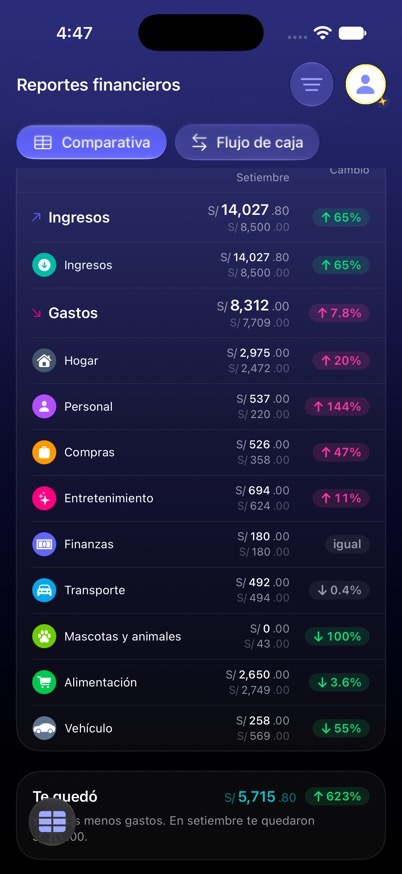 4:47
Reportes financieros
Comparativa
Flujo de caja
Setiembre
Cambio
Ingresos
S/ 14,027.80
S/ 8,500.00
↑ 65%
Ingresos
S/ 14,027.80
S/ 8,500.00
↑ 65%
Gastos
S/ 8,312.00
S/ 7,709.00
↑ 7.8%
Hogar
S/ 2,975.00
S/ 2,472.00
↑ 20%
Personal
S/ 537.00
S/ 220.00
↑ 144%
Compras
S/ 526.00
S/ 358.00
↑ 47%
Entretenimiento
S/ 694.00
S/ 624.00
↑ 11%
Finanzas
S/ 180.00
S/ 180.00
igual
Transporte
S/ 492.00
S/ 494.00
↓ 0.4%
Mascotas y animales
S/ 0.00
S/ 43.00
↓ 100%
Alimentación
S/ 2,650.00
S/ 2,749.00
↓ 3.6%
Vehículo
S/ 258.00
S/ 569.00
↓ 55%
Te quedó
S/ 5,715.80
↑ 623%
menos gastos. En setiembre te quedaron